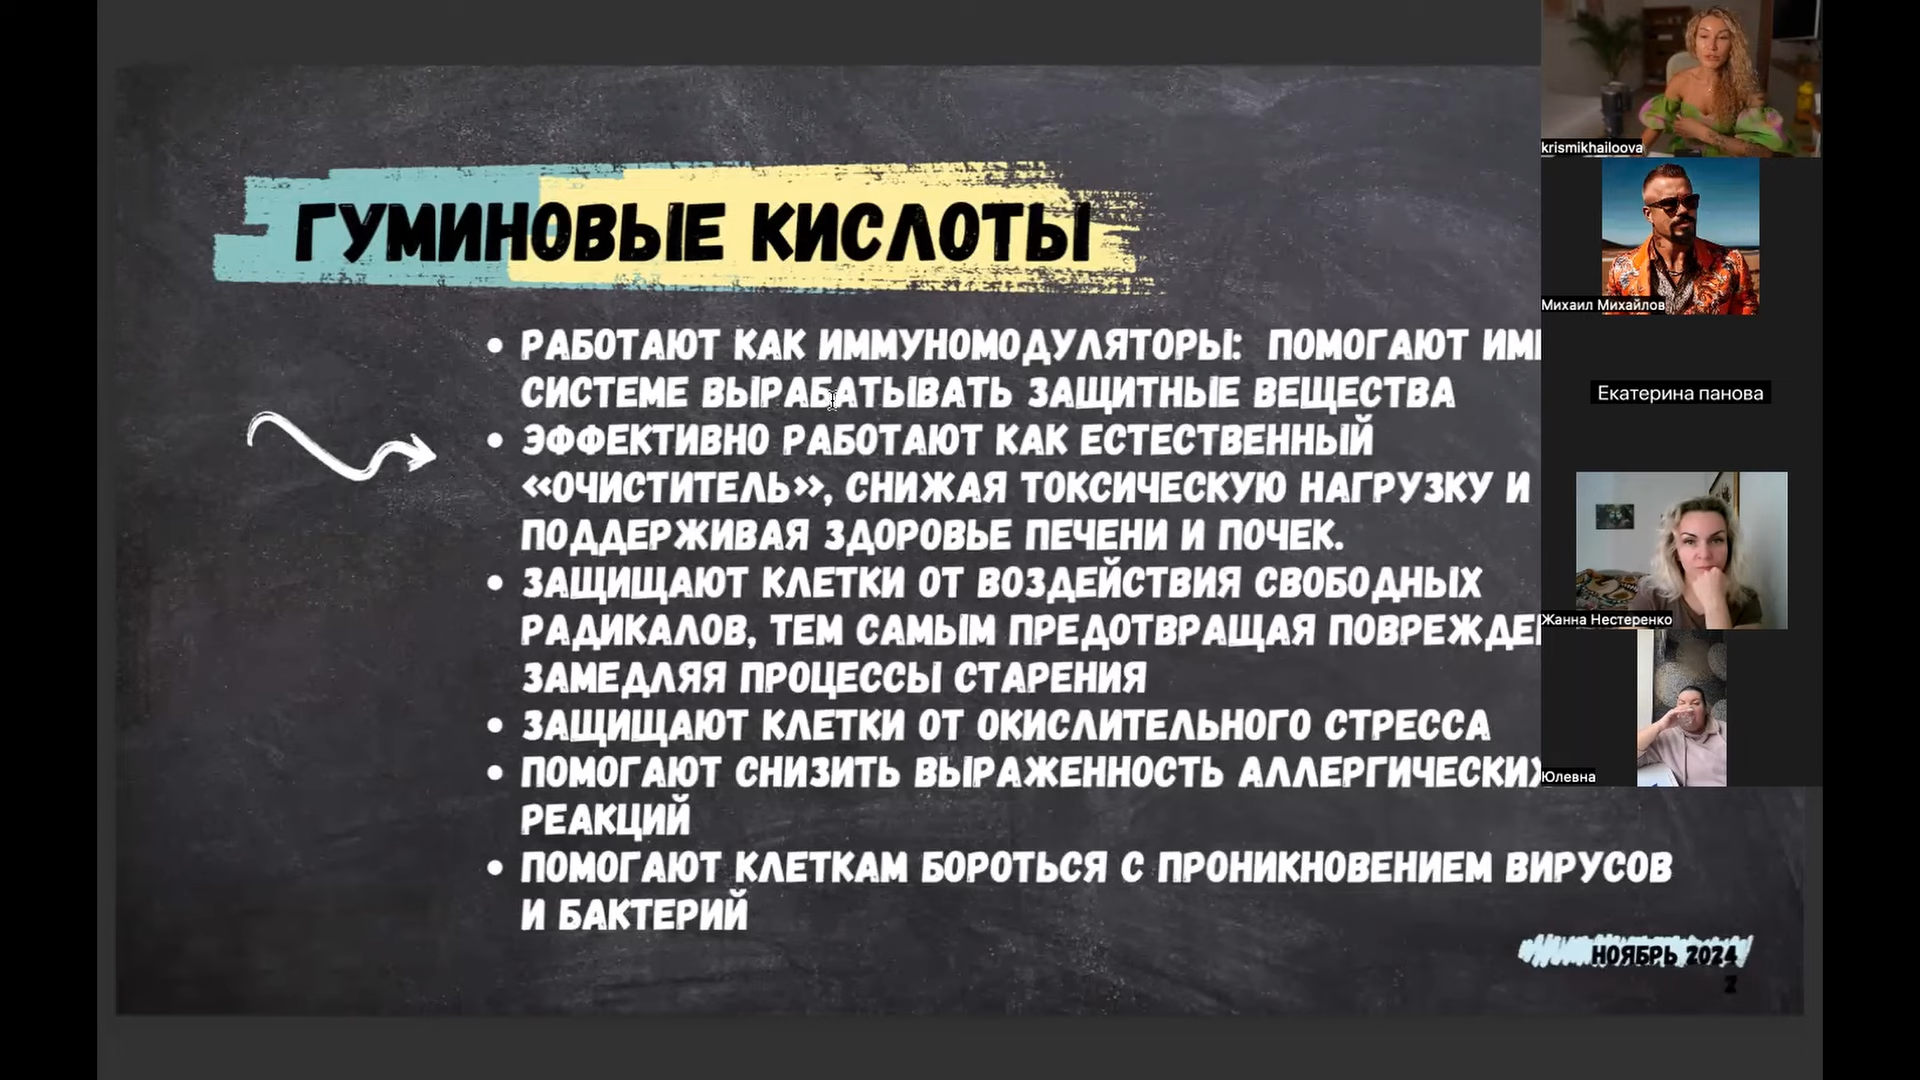 ГУМИНОВЫЕ КИСЛОТЫ
РАБОТАЮТ КАК ИММУНОМОДУЛЯТОРЫ: ПОМОГАЮТ
СИСТЕМЕ ВЫРАБАТЫВАТЬ ЗАЩИТНЫЕ ВЕЩЕСТВА
ЭФФЕКТИВНО РАБОТАЮТ КАК ЕСТЕСТВЕННЫЙ
«ОЧИСТИТЕЛЬ», СНИЖАЯ ТОКСИЧЕСКУЮ НАГРУЗКУ И
ПОДДЕРЖИВАЯ ЗДОРОВЬЕ ПЕЧЕНИ И ПОЧЕК.
ЗАЩИЩАЮТ КЛЕТКИ ОТ ВОЗДЕЙСТВИЯ СВОБОДНЫХ
РАДИКАЛОВ, ТЕМ САМЫМ ПРЕДОТВРАЩАЯ
ЗАМЕДЛЯЯ ПРОЦЕССЫ СТАРЕНИЯ
ЗАЩИЩАЮТ КЛЕТКИ ОТ ОКИСЛИТЕЛЬНОГО СТРЕССА
ПОМОГАЮТ СНИЗИТЬ ВЫРАЖЕННОСТЬ АЛЛЕРГИЧЕСКИХ
РЕАКЦИЙ
ПОМОГАЮТ КЛЕТКАМ БОРОТЬСЯ С ПРОНИКНОВЕНИЕМ ВИРУСОВ
И БАКТЕРИЙ
НОЯБРЬ 2024
2
krismikhailoova
Михаил Михайлов
Екатерина панова
Жанна Нестеренко
Юлевна